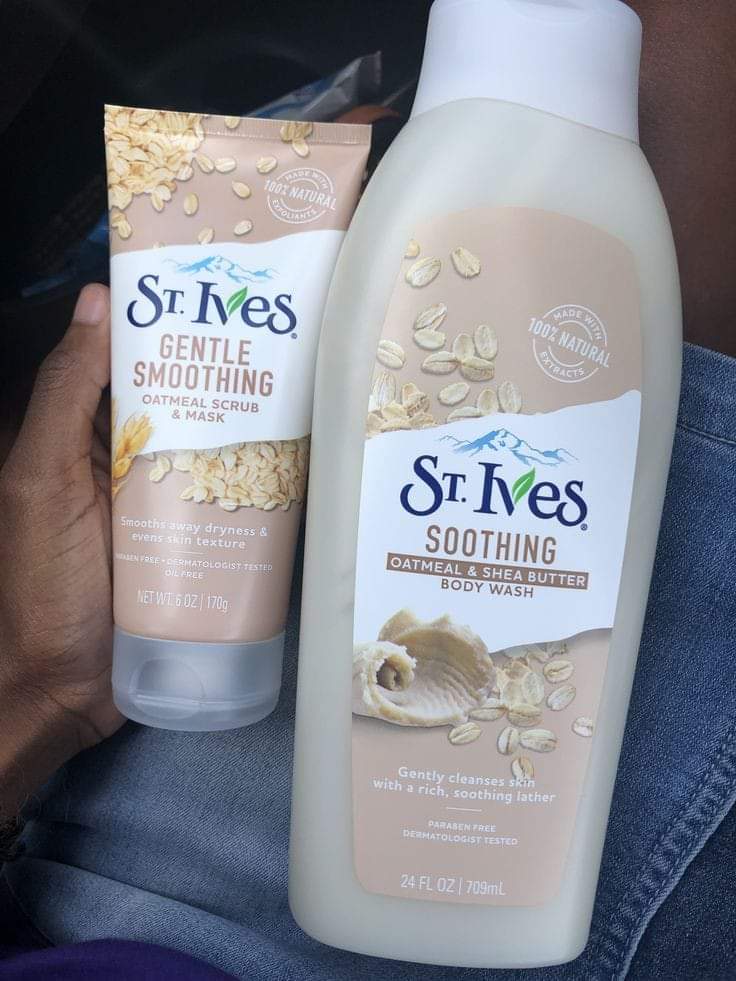 MADE WITH
100% NATURAL
EXFOLIANTS
ST. IVES
GENTLE
SMOOTHING
OATMEAL SCRUB
& MASK
Smooths away dryness &
evens skin texture
PARABEN FREE • DERMATOLOGIST TESTED
OIL FREE
NET WT. 6 OZ | 170g
MADE WITH
100% NATURAL
EXTRACTS
ST. IVES
SOOTHING
OATMEAL & SHEA BUTTER
BODY WASH
Gently cleanses skin
with a rich, soothing lather
PARABEN FREE
DERMATOLOGIST TESTED
24 FL OZ | 709mL